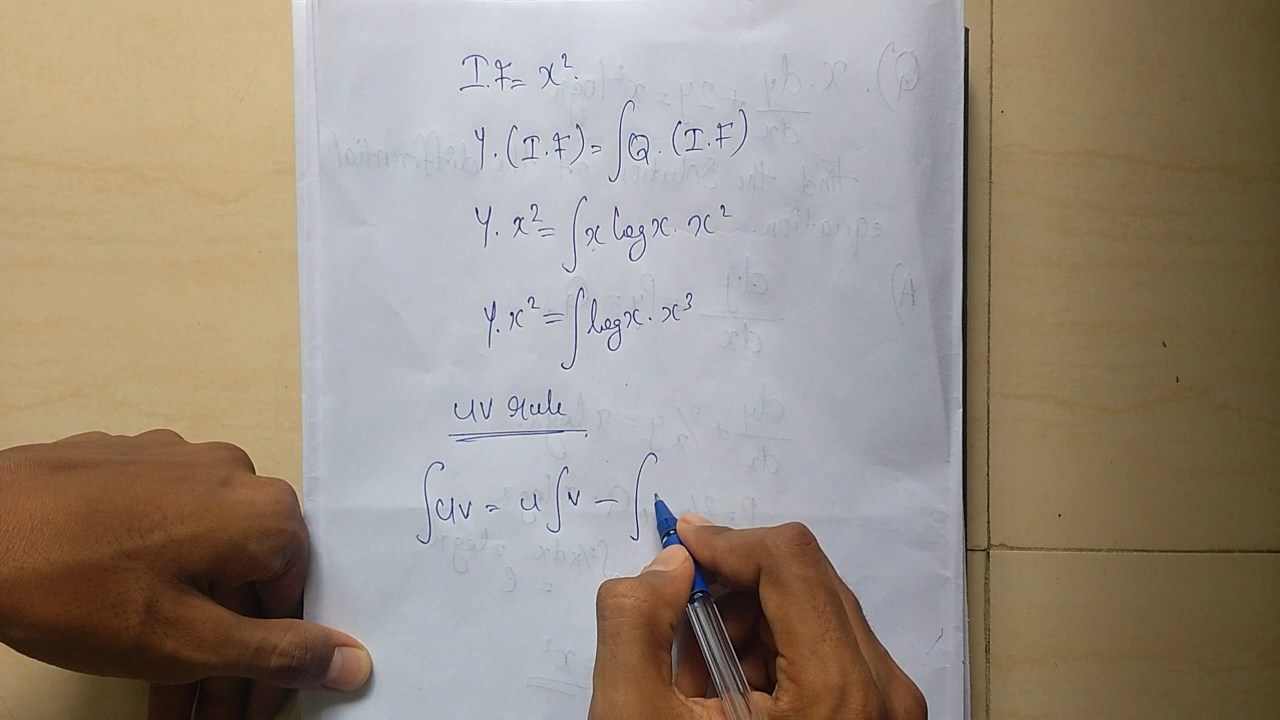 I.F= x².
y.(I.F)= ∫Q.(I.F)
y. x²= ∫x logx. x²
y.x²= ∫logx. x³
uv rule
∫uv = u∫v - ∫